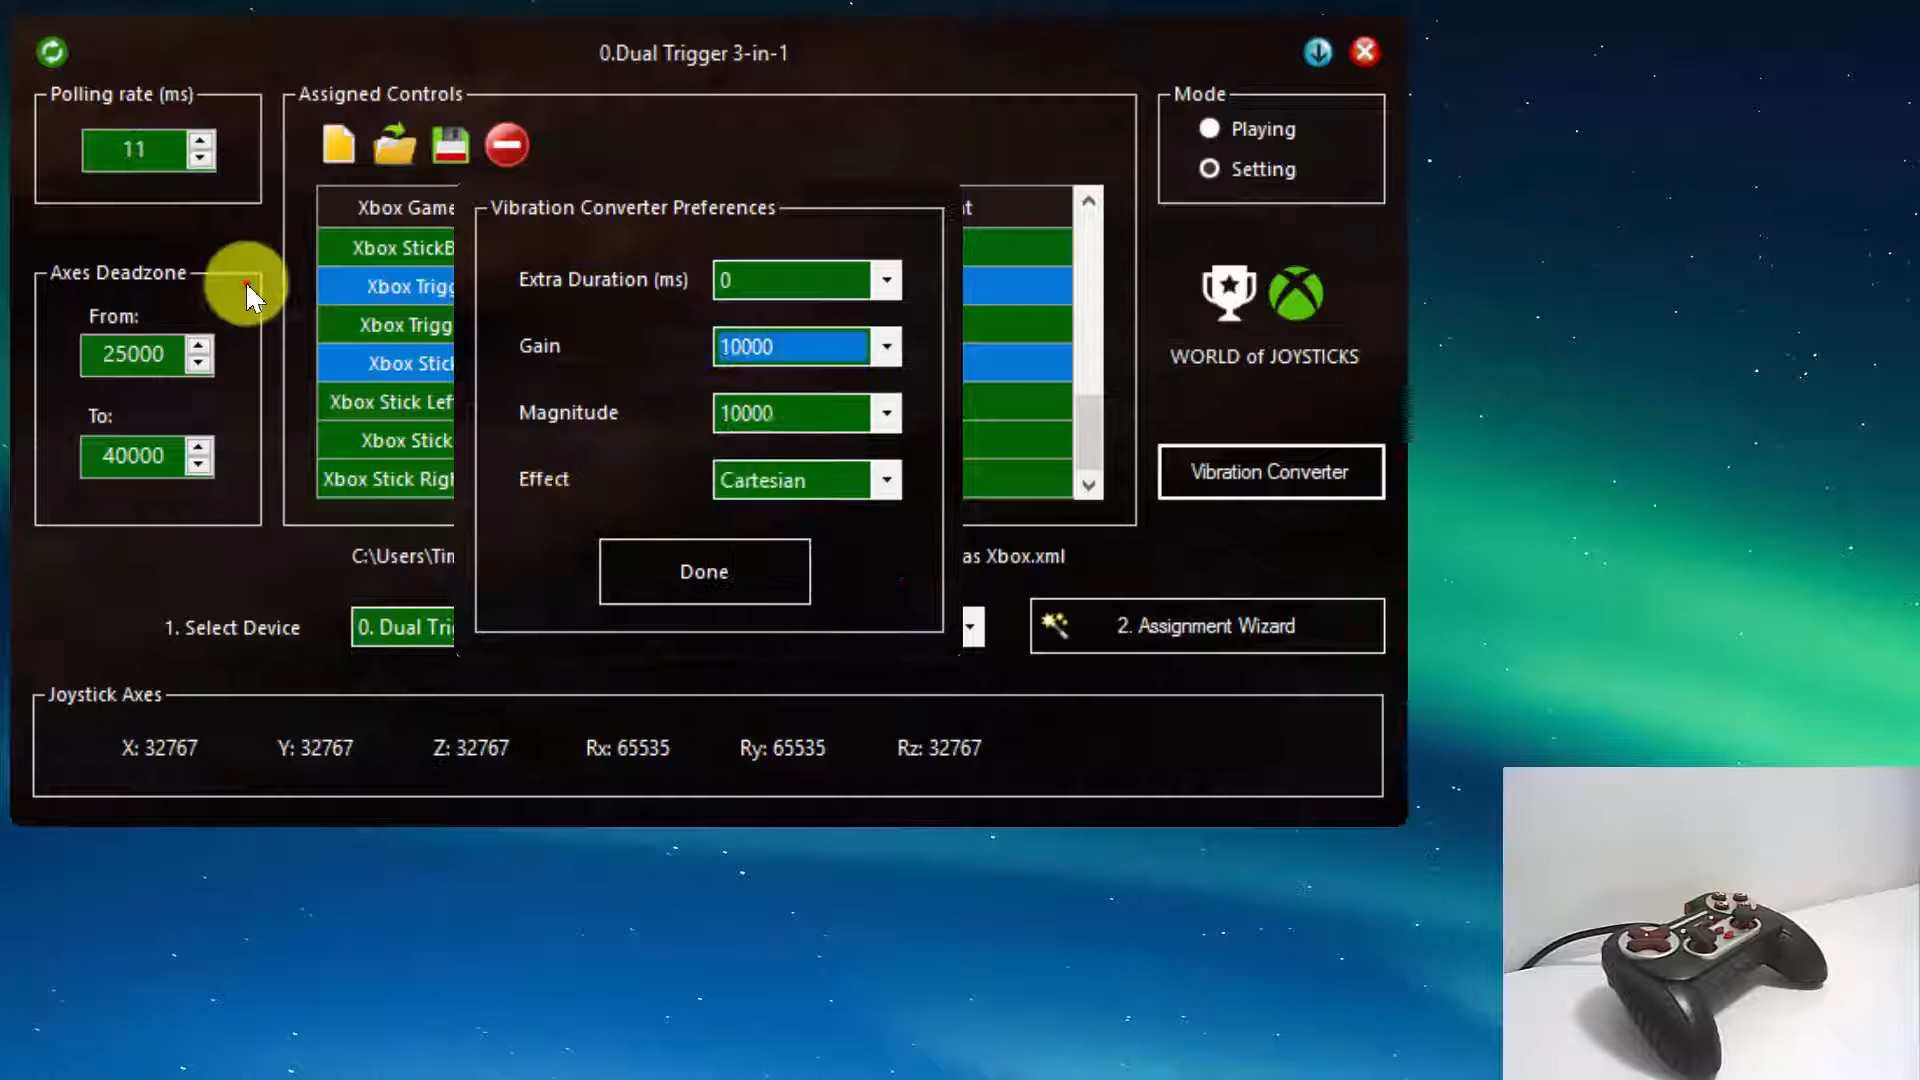 0.Dual Trigger 3-in-1
Polling rate (ms)
11
Assigned Controls
Mode
Playing
Setting
Xbox Game
Xbox StickB
Xbox Trigg
Xbox Trigg
Xbox Stick
Xbox Stick Lef
Xbox Stick
Xbox Stick Rig
Axes Deadzone
From:
25000
To:
40000
Vibration Converter Preferences
Extra Duration (ms)
0
Gain
10000
Magnitude
10000
Effect
Cartesian
Done
WORLD of JOYSTICKS
Vibration Converter
C:\Users\Tim
as Xbox.xml
1. Select Device
0. Dual Tri
2. Assignment Wizard
Joystick Axes
X: 32767 Y: 32767 Z: 32767 Rx: 65535 Ry: 65535 Rz: 32767